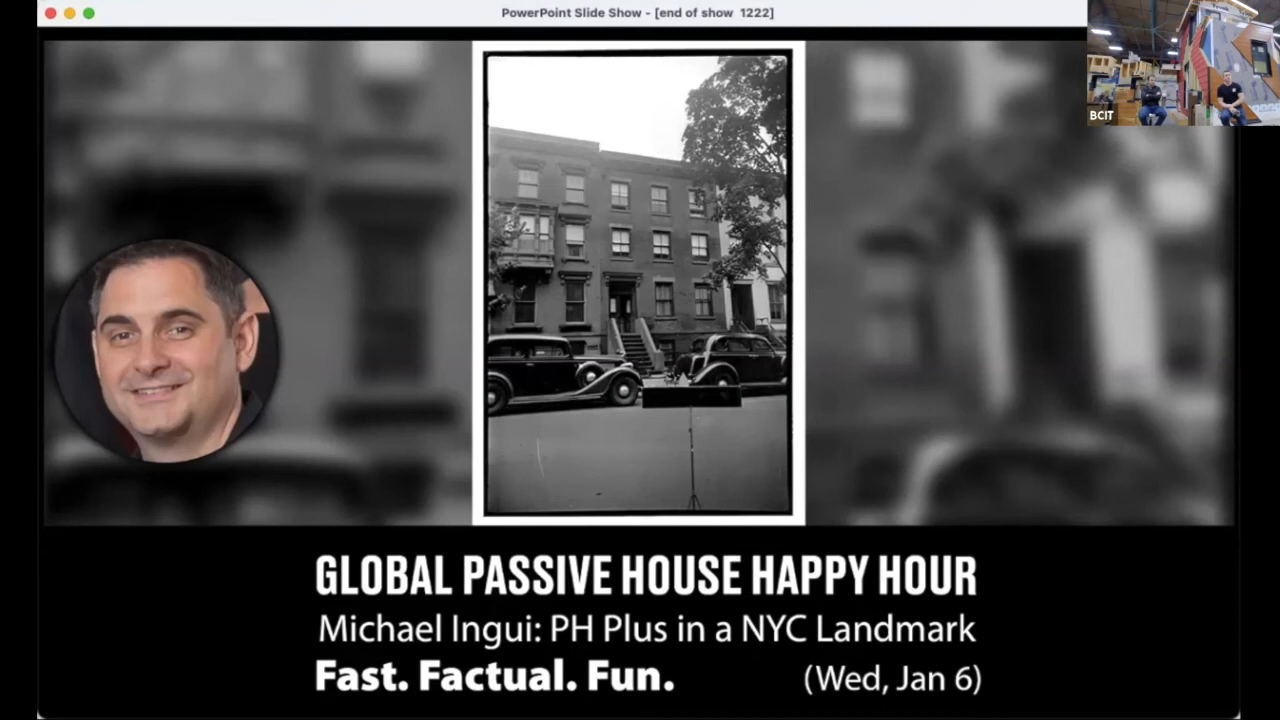 PowerPoint Slide Show - [end of show 1222]
BCIT
GLOBAL PASSIVE HOUSE HAPPY HOUR
Michael Ingui: PH Plus in a NYC Landmark
Fast. Factual. Fun. (Wed, Jan 6)